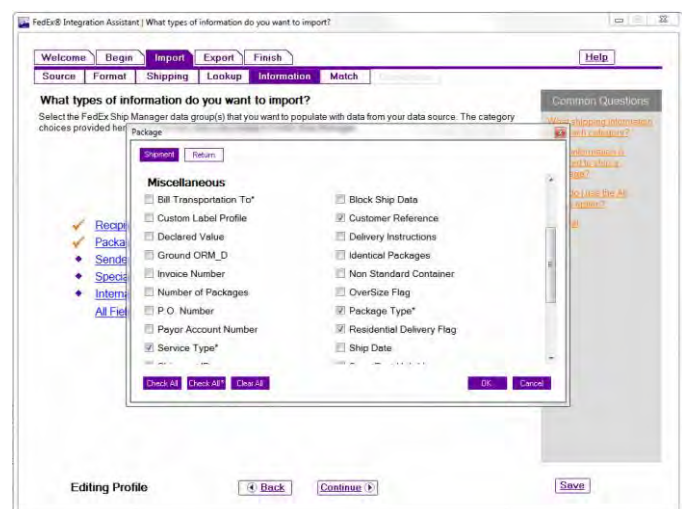 FedEx® Integration Assistant | What types of information do you want to import?
Welcome Begin Import Export Finish Help
Source Format Shipping Lookup Information Match
What types of information do you want to import?
Select the FedEx Ship Manager data group(s) that you want to populate with data from your data source. The category
choices provided her
Common Questions
What shipping information
category?
Package
Shipment Return
Miscellaneous
Bill Transportation To* Block Ship Data
Custom Label Profile Customer Reference
Declared Value Delivery Instructions
Ground ORM_D Identical Packages
Invoice Number Non Standard Container
Number of Packages OverSize Flag
P.O. Number Package Type*
Payor Account Number Residential Delivery Flag
Service Type* Ship Date
Check All Check All* Clear All OK Cancel
Recipi
Packa
Sende
Specia
Interna
All Fiel
Editing Profile Back Continue Save